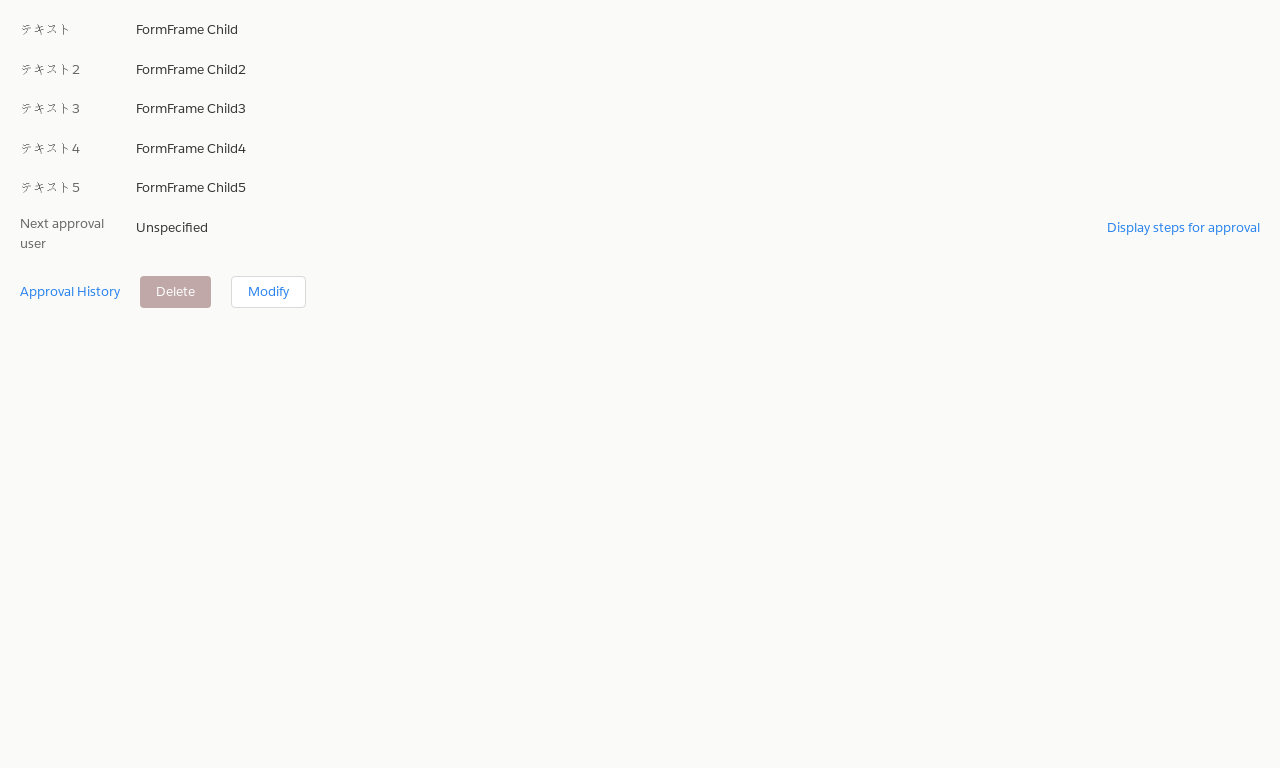 テキスト FormFrame Child
テキスト2 FormFrame Child2
テキスト3 FormFrame Child3
テキスト4 FormFrame Child4
テキスト5 FormFrame Child5
Next approval user Unspecified Display steps for approval
Approval History Delete Modify